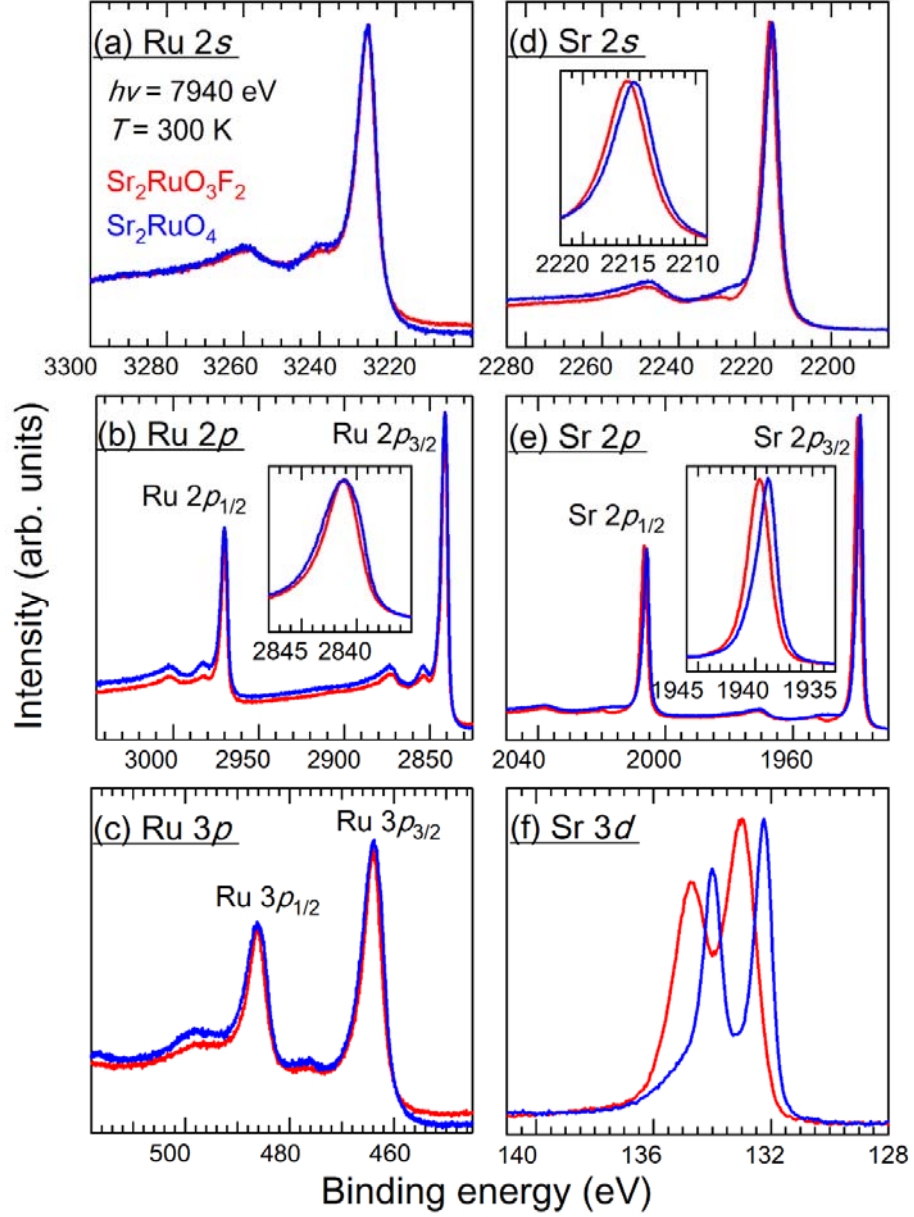 (a) Ru 2s
hν = 7940 eV
T = 300 K
Sr₂RuO₃F₂
Sr₂RuO₄
3300 3280 3260 3240 3220
(d) Sr 2s
2220 2215 2210
2280 2260 2240 2220 2200
(b) Ru 2p
Ru 2p₃/₂
Ru 2p₁/₂
2845 2840
3000 2950 2900 2850
(e) Sr 2p
Sr 2p₃/₂
Sr 2p₁/₂
1945 1940 1935
2040 2000 1960
(c) Ru 3p
Ru 3p₃/₂
Ru 3p₁/₂
500 480 460
(f) Sr 3d
140 136 132 128
Intensity (arb. units)
Binding energy (eV)